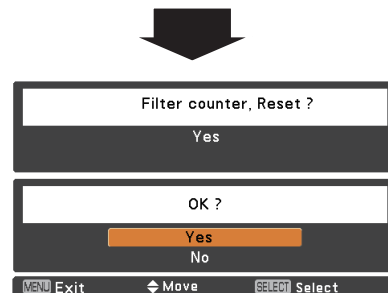 Filter counter, Reset ?
Yes
OK ?
Yes
No
MENU Exit Move SELECT Select